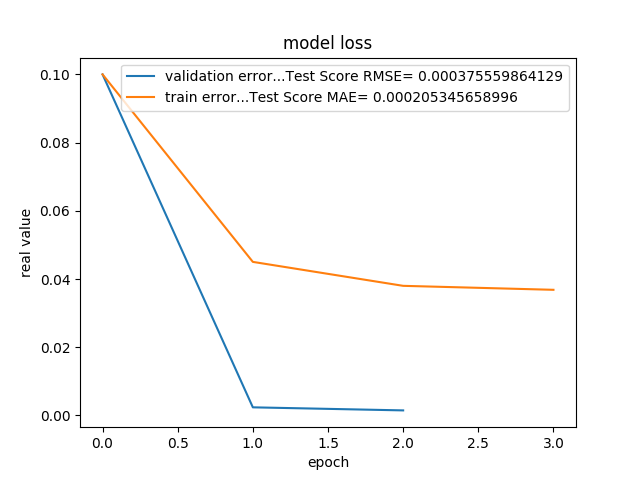 model loss
validation error...Test Score RMSE= 0.000375559864129
train error...Test Score MAE= 0.000205345658996
0.10
0.08
0.06
0.04
0.02
0.00
real value
0.0 0.5 1.0 1.5 2.0 2.5 3.0
epoch